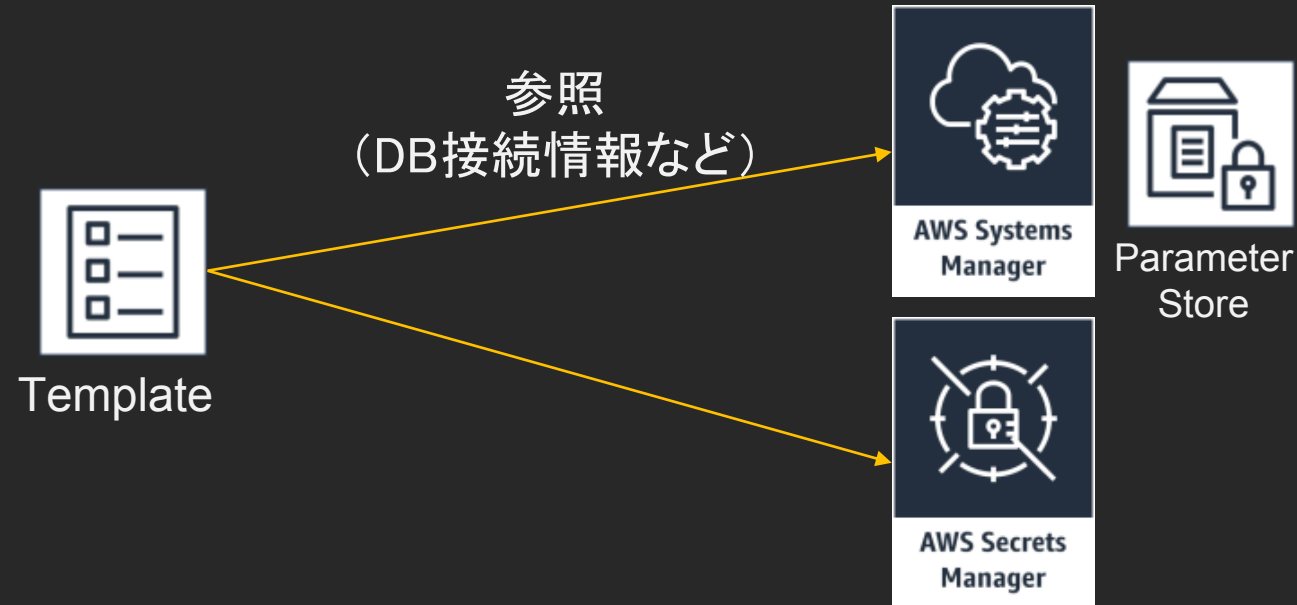 参照
（DB接続情報など）
Template
AWS Systems
Manager
Parameter
Store
AWS Secrets
Manager